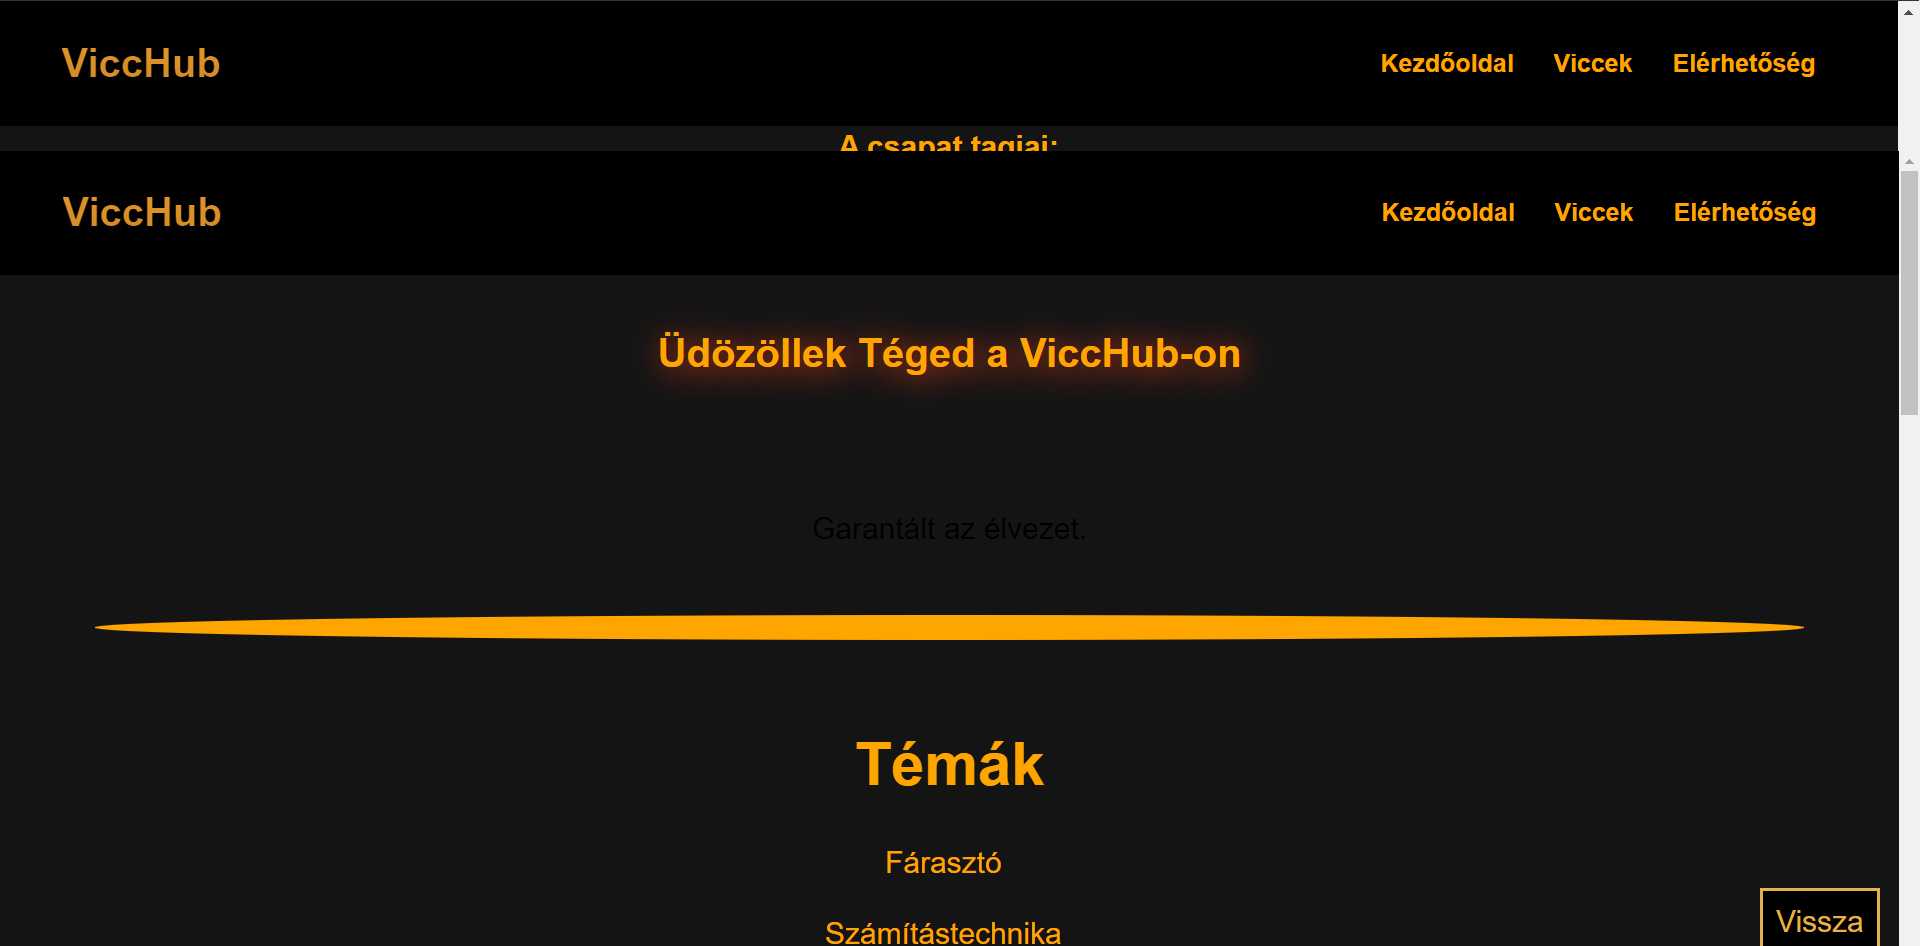 ViccHub Kezdőoldal Viccek Elérhetőség
A csapat tagjai:
ViccHub Kezdőoldal Viccek Elérhetőség
Üdözöllek Téged a ViccHub-on
Garantált az élvezet.
Témák
Fárasztó
Számítástechnika
Vissza